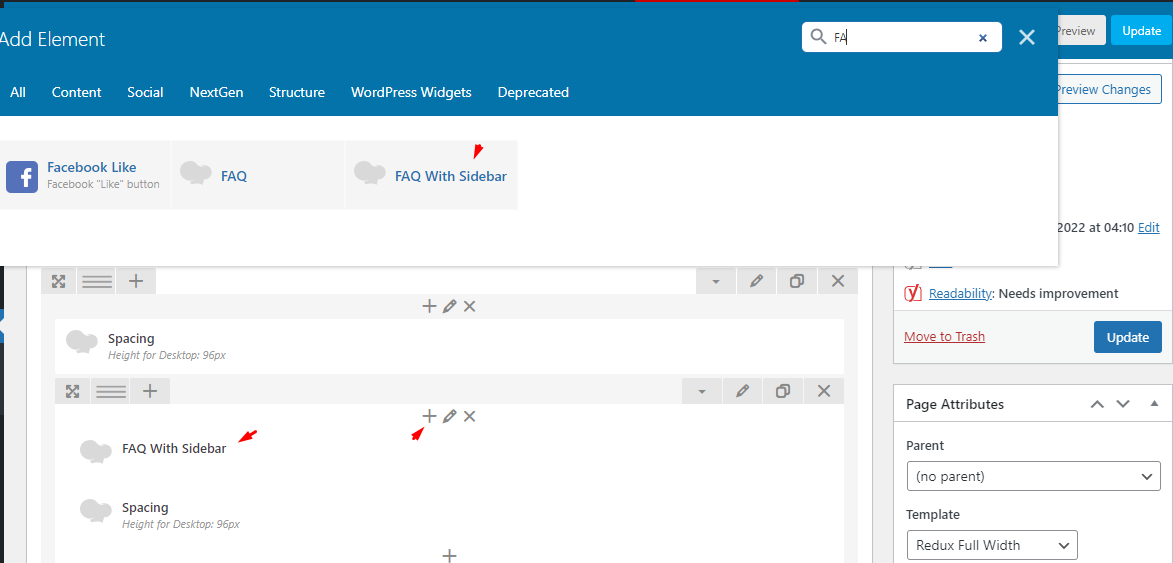 Add Element
FA
Preview
Update
All Content Social NextGen Structure WordPress Widgets Deprecated
Preview Changes
Facebook Like
Facebook "Like" button
FAQ
FAQ With Sidebar
2022 at 04:10 Edit
Readability: Needs improvement
Spacing
Height for Desktop: 96px
Move to Trash
Update
FAQ With Sidebar
Spacing
Height for Desktop: 96px
Page Attributes
Parent
(no parent)
Template
Redux Full Width